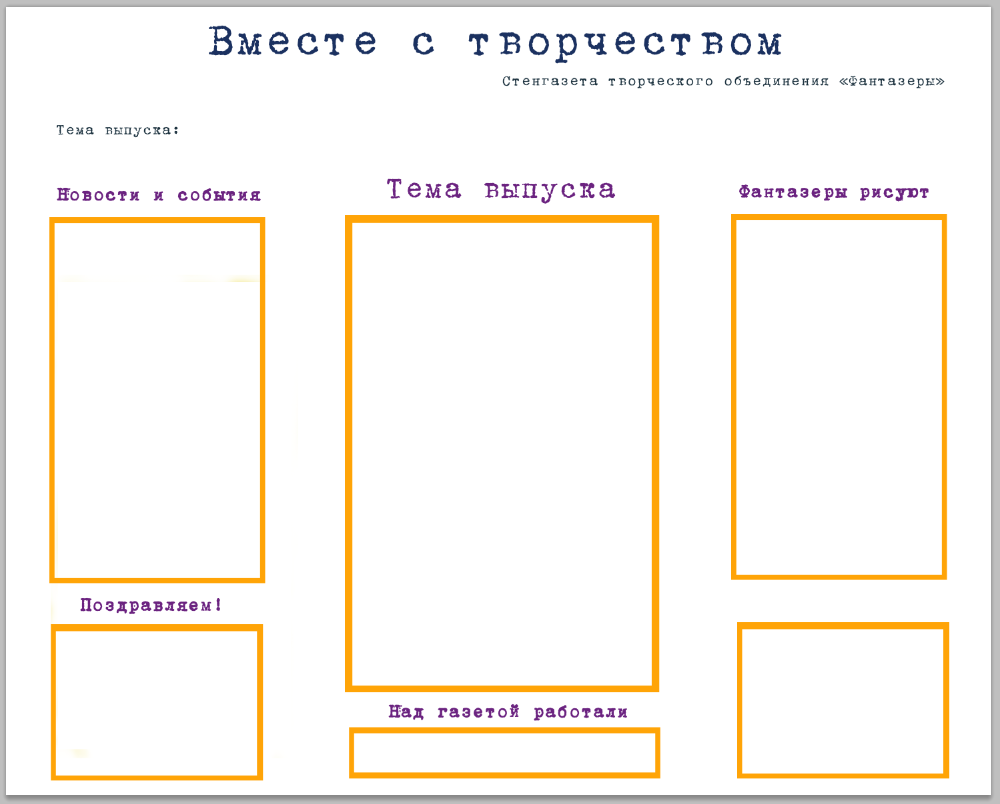 Вместе с творчеством
Стенгазета творческого объединения «Фантазеры»
Тема выпуска:
Новости и события
Тема выпуска
Фантазеры рисуют
Поздравляем!
Над газетой работали